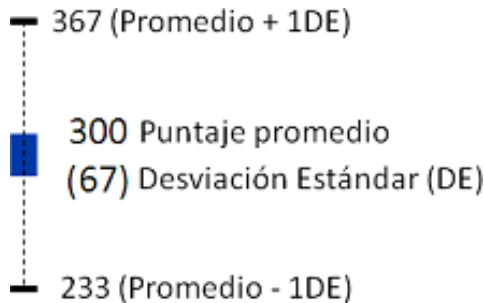 367 (Promedio + 1DE)
300 Puntaje promedio
(67) Desviación Estándar (DE)
233 (Promedio - 1DE)